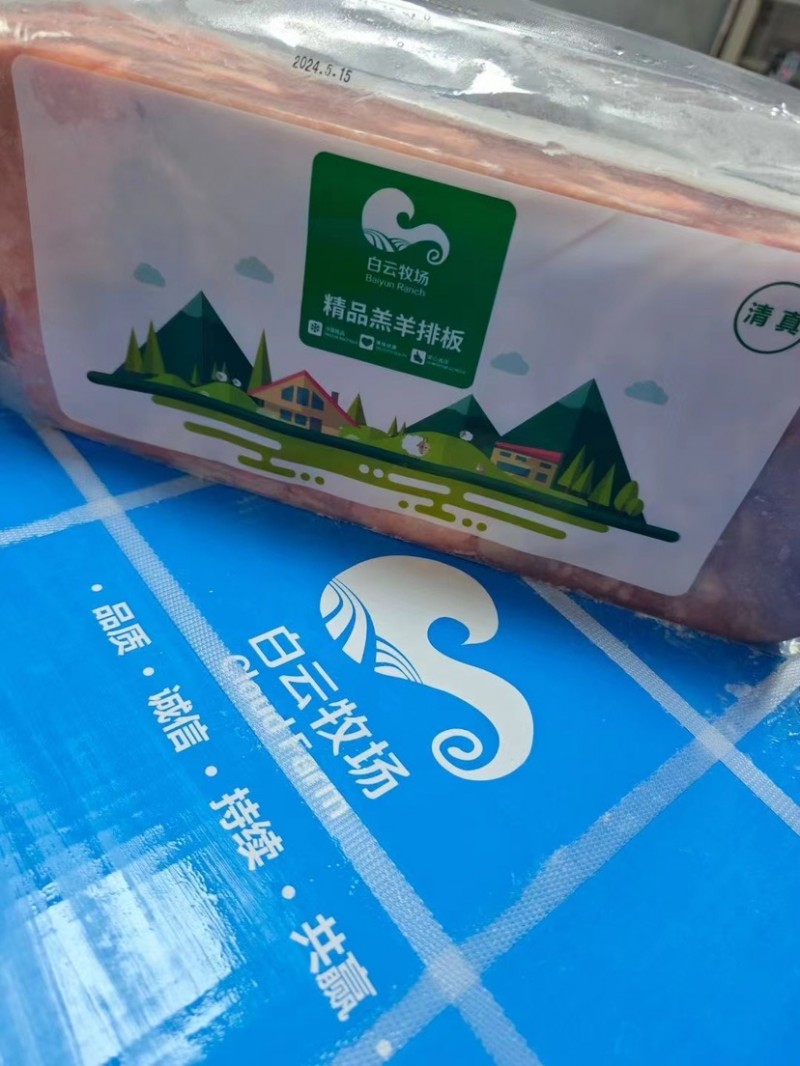 2024.5.15
白云牧场
Baiyun Ranch
精品羔羊排板
清真
白云牧场
Cloud Farm
·品质·诚信·持续·共赢